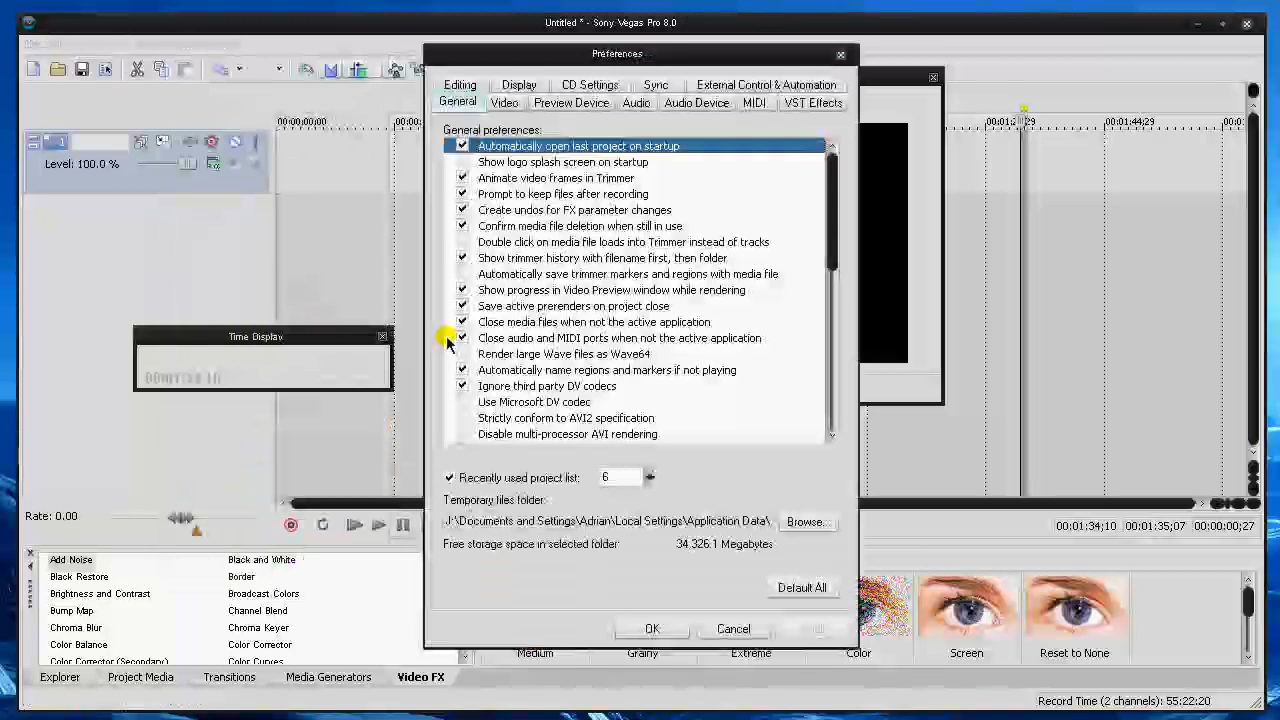 Untitled * - Sony Vegas Pro 8.0
Preferences
Editing Display CD Settings Sync External Control & Automation
General Video Preview Device Audio Audio Device MIDI VST Effects
General preferences:
Automatically open last project on startup
Show logo splash screen on startup
Animate video frames in Trimmer
Prompt to keep files after recording
Create undos for FX parameter changes
Confirm media file deletion when still in use
Double click on media file loads into Trimmer instead of tracks
Show trimmer history with filename first, then folder
Automatically save trimmer markers and regions with media file
Show progress in Video Preview window while rendering
Save active prerenders on project close
Close media files when not the active application
Close audio and MIDI ports when not the active application
Render large Wave files as Wave64
Automatically name regions and markers if not playing
Ignore third party DV codecs
Use Microsoft DV codec
Strictly conform to AVI2 specification
Disable multi-processor AVI rendering
Recently used project list: 6
Temporary files folder:
J:\Documents and Settings\Adrian\Local Settings\Application Data\
Browse...
Free storage space in selected folder: 34,326.1 Megabytes
Default All
OK Cancel
00:00:00;00
00:01:44;29
1
Level: 100.0 %
Time Display
Rate: 0.00
00:01:34;10 00:01:35;07 00:00:00;27
Add Noise Black and White
Black Restore Border
Brightness and Contrast Broadcast Colors
Bump Map Channel Blend
Chroma Blur Chroma Keyer
Color Balance Color Corrector
Color Corrector (Secondary) Color Curves
Medium Grainy Extreme Color Screen Reset to None
Explorer Project Media Transitions Media Generators Video FX
Record Time (2 channels): 55:22:20